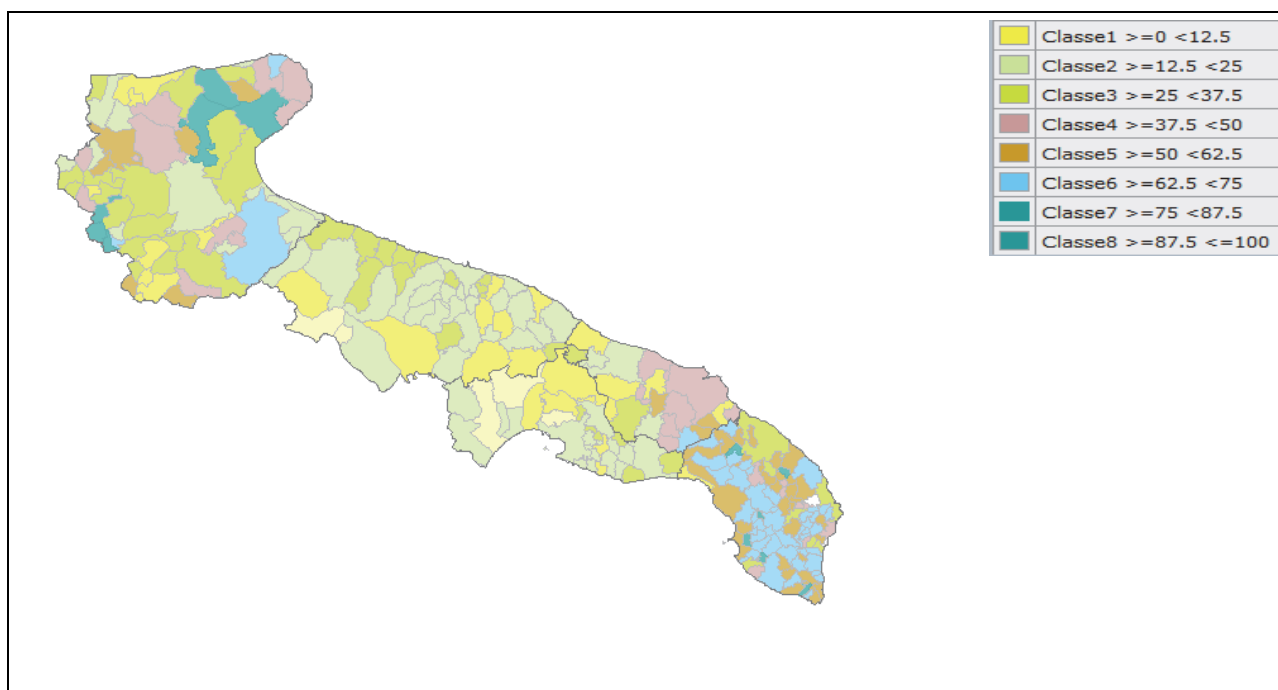 Classe1 >=0 <12.5
Classe2 >=12.5 <25
Classe3 >=25 <37.5
Classe4 >=37.5 <50
Classe5 >=50 <62.5
Classe6 >=62.5 <75
Classe7 >=75 <87.5
Classe8 >=87.5 <=100